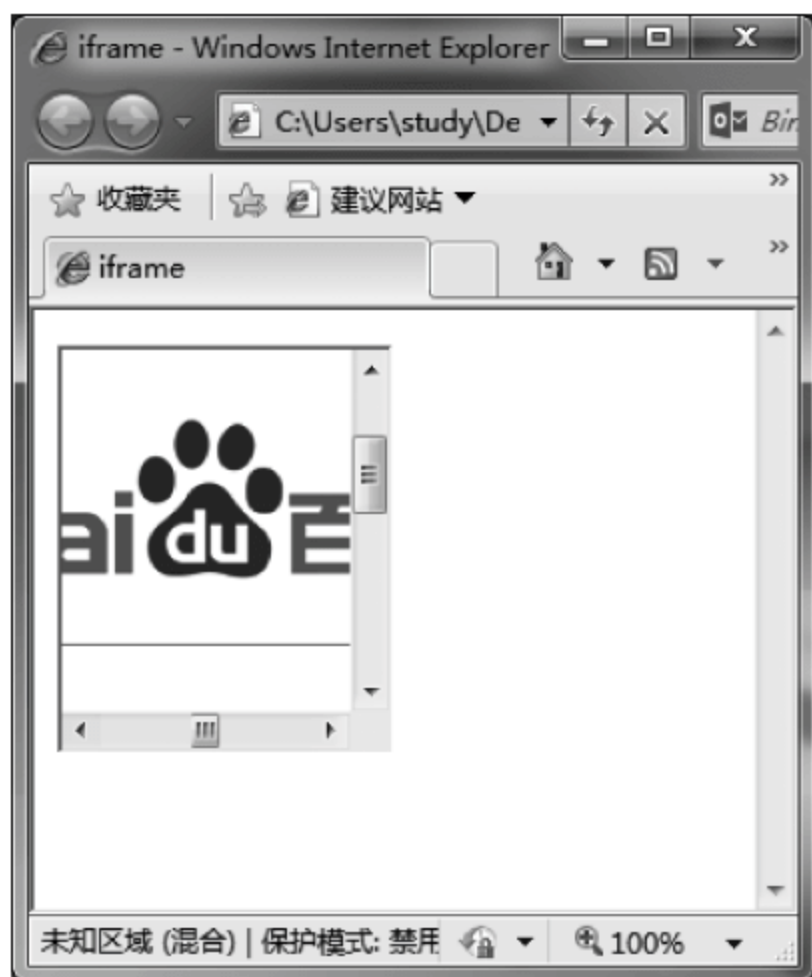 iframe - Windows Internet Explorer
C:\Users\study\De
收藏夹 建议网站
iframe
ai du 百
未知区域 (混合) | 保护模式: 禁用 100%